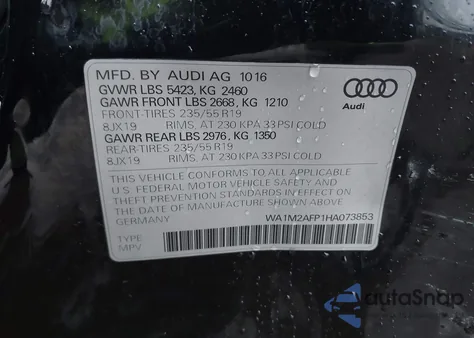 MFD. BY AUDI AG 10 16
GVWR LBS 5423, KG 2460
GAWR FRONT LBS 2668, KG 1210
FRONT-TIRES 235/55 R19
8JX19 RIMS, AT 230 KPA 33 PSI COLD
GAWR REAR LBS 2976, KG 1350
REAR-TIRES 235/55 R19
8JX19 RIMS, AT 230 KPA 33 PSI COLD
Audi
THIS VEHICLE CONFORMS TO ALL APPLICABLE
U.S. FEDERAL MOTOR VEHICLE SAFETY AND
THEFT PREVENTION STANDARDS IN EFFECT ON
THE DATE OF MANUFACTURE SHOWN ABOVE
GERMANY
WA1M2AFP1HA073853
TYPE
MPV
autoSnap